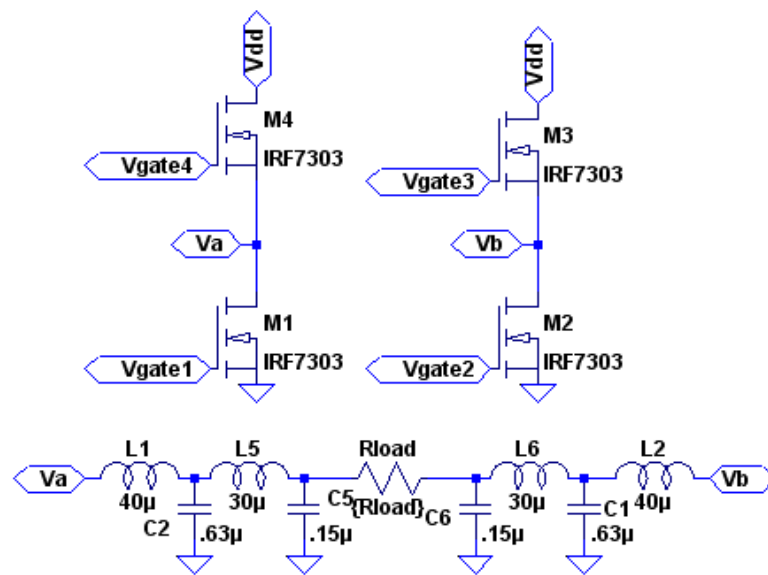 Vdd
Vdd
M4
M3
Vgate4
IRF7303
Vgate3
IRF7303
Va
Vb
M1
M2
Vgate1
IRF7303
Vgate2
IRF7303
L1
L5
Rload
L6
L2
Va
Vb
40µ
30µ
C5
{Rload}
C6
30µ
C1
40µ
C2
.63µ
.15µ
.15µ
.63µ